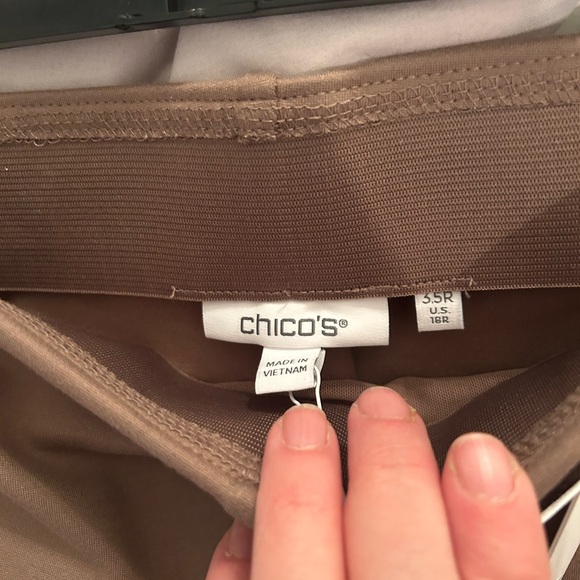 chico's®
MADE IN
VIETNAM
3.5R
U.S.
18R